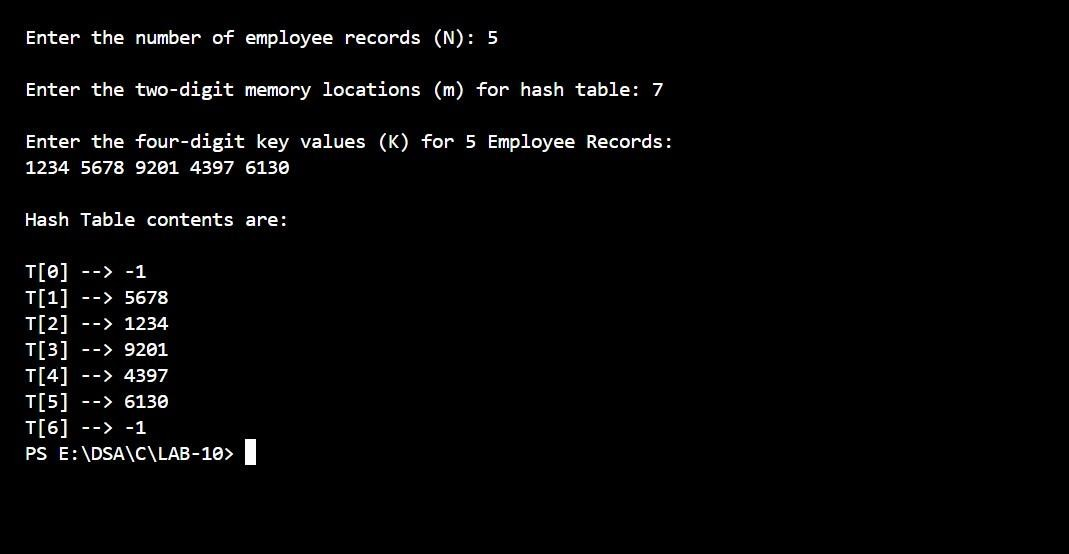 Enter the number of employee records (N): 5
Enter the two-digit memory locations (m) for hash table: 7
Enter the four-digit key values (K) for 5 Employee Records:
1234 5678 9201 4397 6130
Hash Table contents are:
T[0] --> -1
T[1] --> 5678
T[2] --> 1234
T[3] --> 9201
T[4] --> 4397
T[5] --> 6130
T[6] --> -1
PS E:\DSA\C\LAB-10>